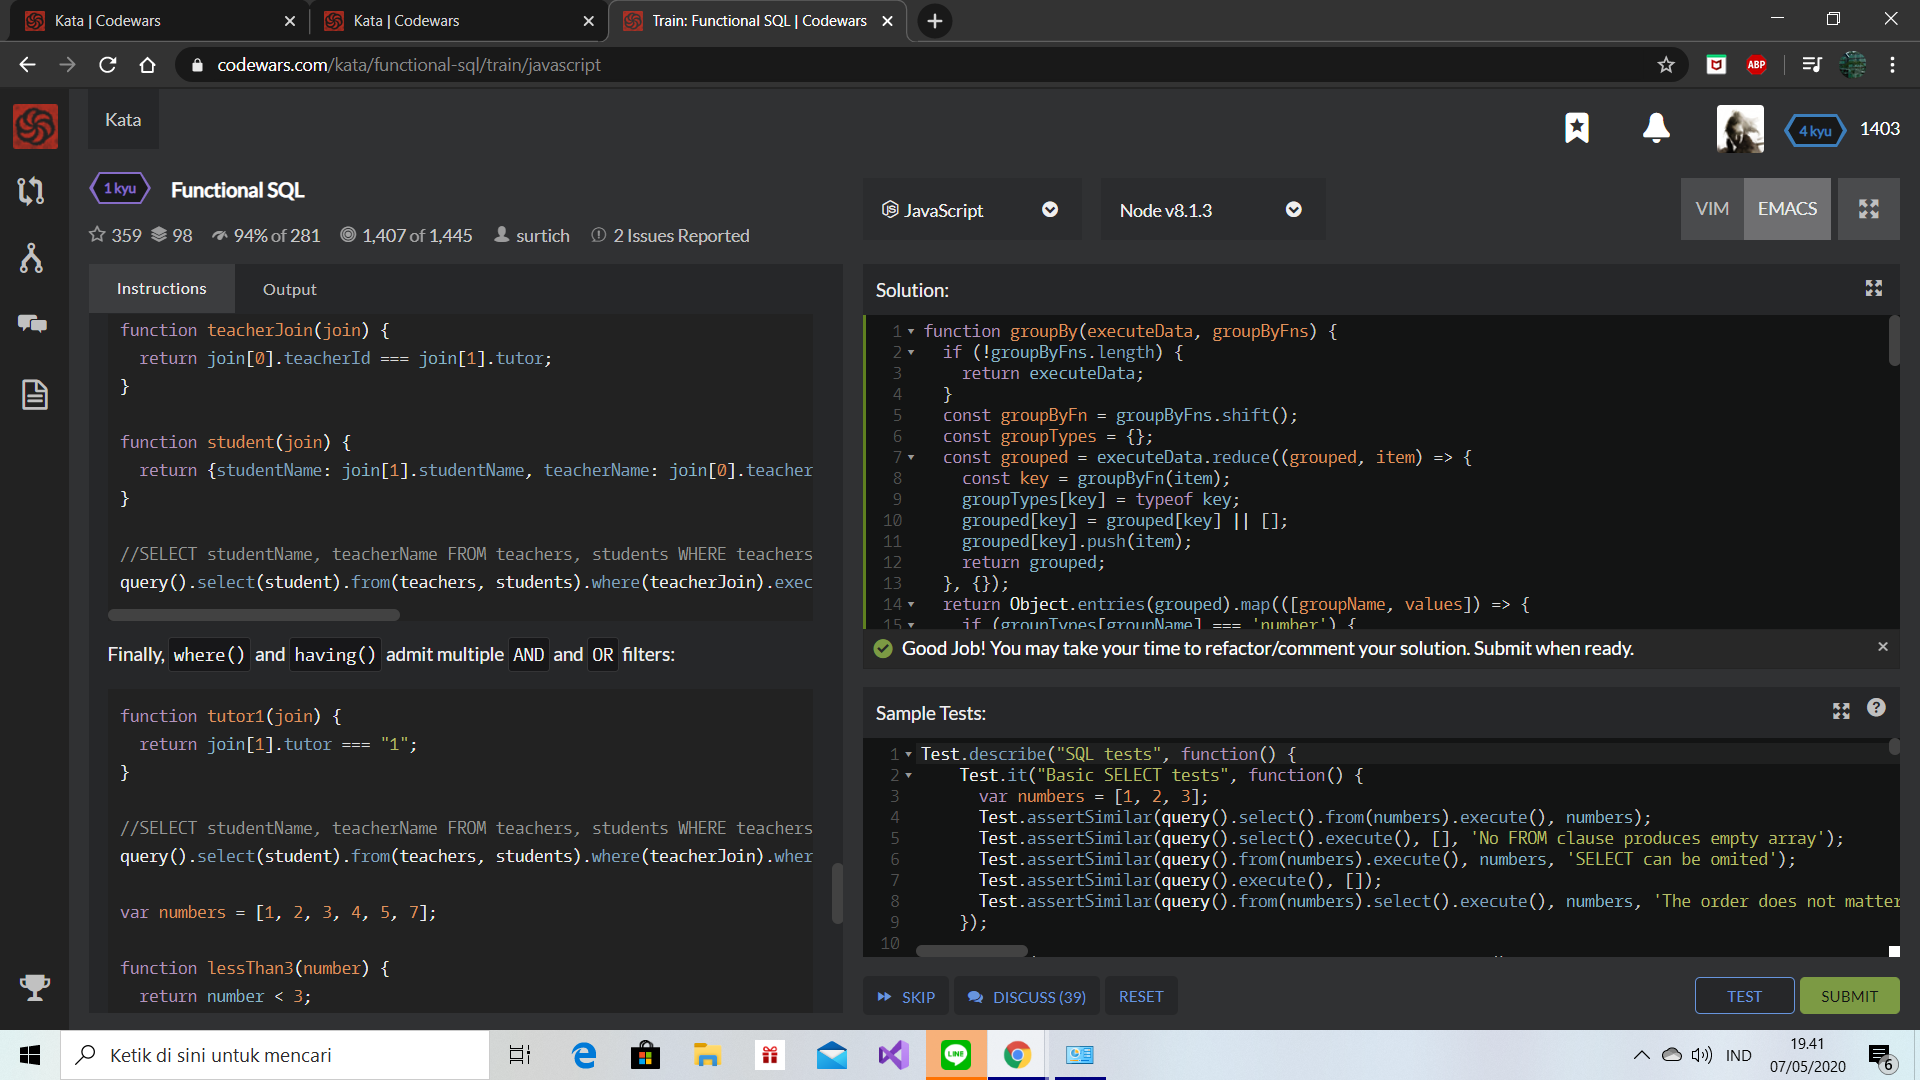 Kata | Codewars
Kata | Codewars
Train: Functional SQL | Codewars
codewars.com/kata/functional-sql/train/javascript
ABP
Kata
4 kyu
1403
1 kyu
Functional SQL
359
98
94% of 281
1,407 of 1,445
surtich
2 Issues Reported
JavaScript
Node v8.1.3
VIM
EMACS
Instructions
Output
function teacherJoin(join) {
return join[0].teacherId === join[1].tutor;
}
function student(join) {
return {studentName: join[1].studentName, teacherName: join[0].teacher
}
//SELECT studentName, teacherName FROM teachers, students WHERE teachers
query().select(student).from(teachers, students).where(teacherJoin).exec
Finally, where() and having() admit multiple AND and OR filters:
function tutor1(join) {
return join[1].tutor === "1";
}
//SELECT studentName, teacherName FROM teachers, students WHERE teachers
query().select(student).from(teachers, students).where(teacherJoin).wher
var numbers = [1, 2, 3, 4, 5, 7];
function lessThan3(number) {
return number < 3;
Solution:
1 function groupBy(executeData, groupByFns) {
2 if (!groupByFns.length) {
3 return executeData;
4 }
5 const groupByFn = groupByFns.shift();
6 const groupTypes = {};
7 const grouped = executeData.reduce((grouped, item) => {
8 const key = groupByFn(item);
9 groupTypes[key] = typeof key;
10 grouped[key] = grouped[key] || [];
11 grouped[key].push(item);
12 return grouped;
13 }, {});
14 return Object.entries(grouped).map(([groupName, values]) => {
15 if (groupTypes[groupName] === 'number') {
Good Job! You may take your time to refactor/comment your solution. Submit when ready.
Sample Tests:
1 Test.describe("SQL tests", function() {
2 Test.it("Basic SELECT tests", function() {
3 var numbers = [1, 2, 3];
4 Test.assertSimilar(query().select().from(numbers).execute(), numbers);
5 Test.assertSimilar(query().select().execute(), [], 'No FROM clause produces empty array');
6 Test.assertSimilar(query().from(numbers).execute(), numbers, 'SELECT can be omited');
7 Test.assertSimilar(query().execute(), []);
8 Test.assertSimilar(query().from(numbers).select().execute(), numbers, 'The order does not matter
9 });
10
SKIP
DISCUSS (39)
RESET
TEST
SUBMIT
Ketik di sini untuk mencari
LINE
IND
19.41
07/05/2020
6